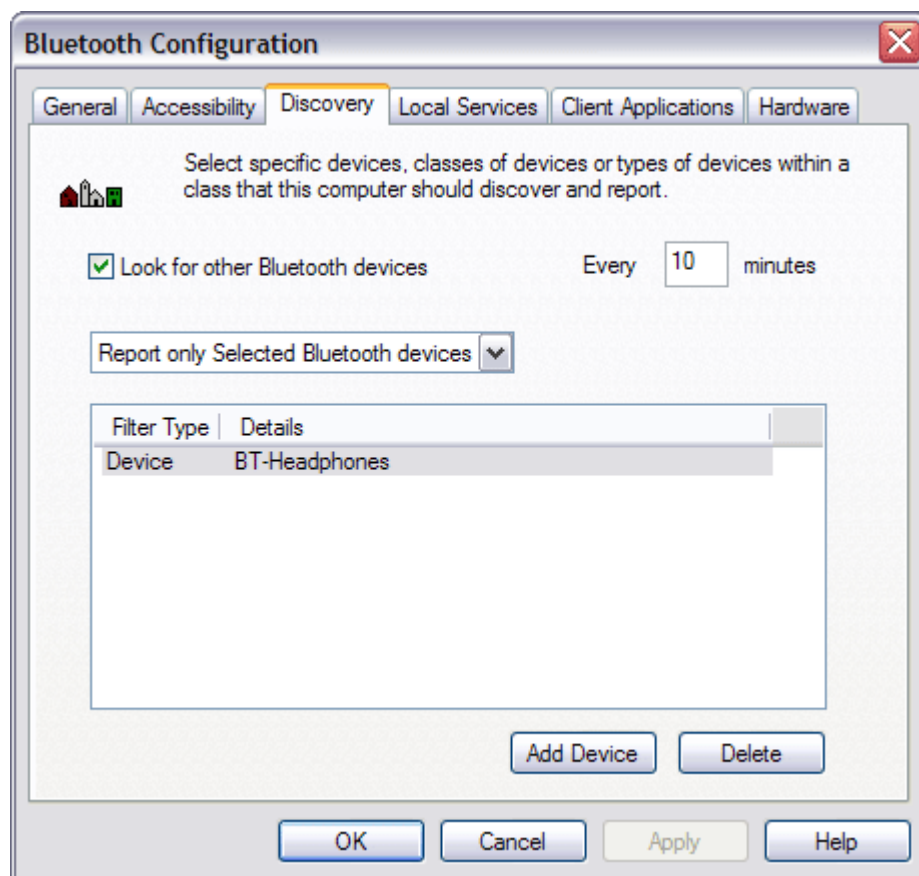 Bluetooth Configuration
General Accessibility Discovery Local Services Client Applications Hardware
Select specific devices, classes of devices or types of devices within a
class that this computer should discover and report.
Look for other Bluetooth devices Every 10 minutes
Report only Selected Bluetooth devices
Filter Type Details
Device BT-Headphones
Add Device Delete
OK Cancel Apply Help